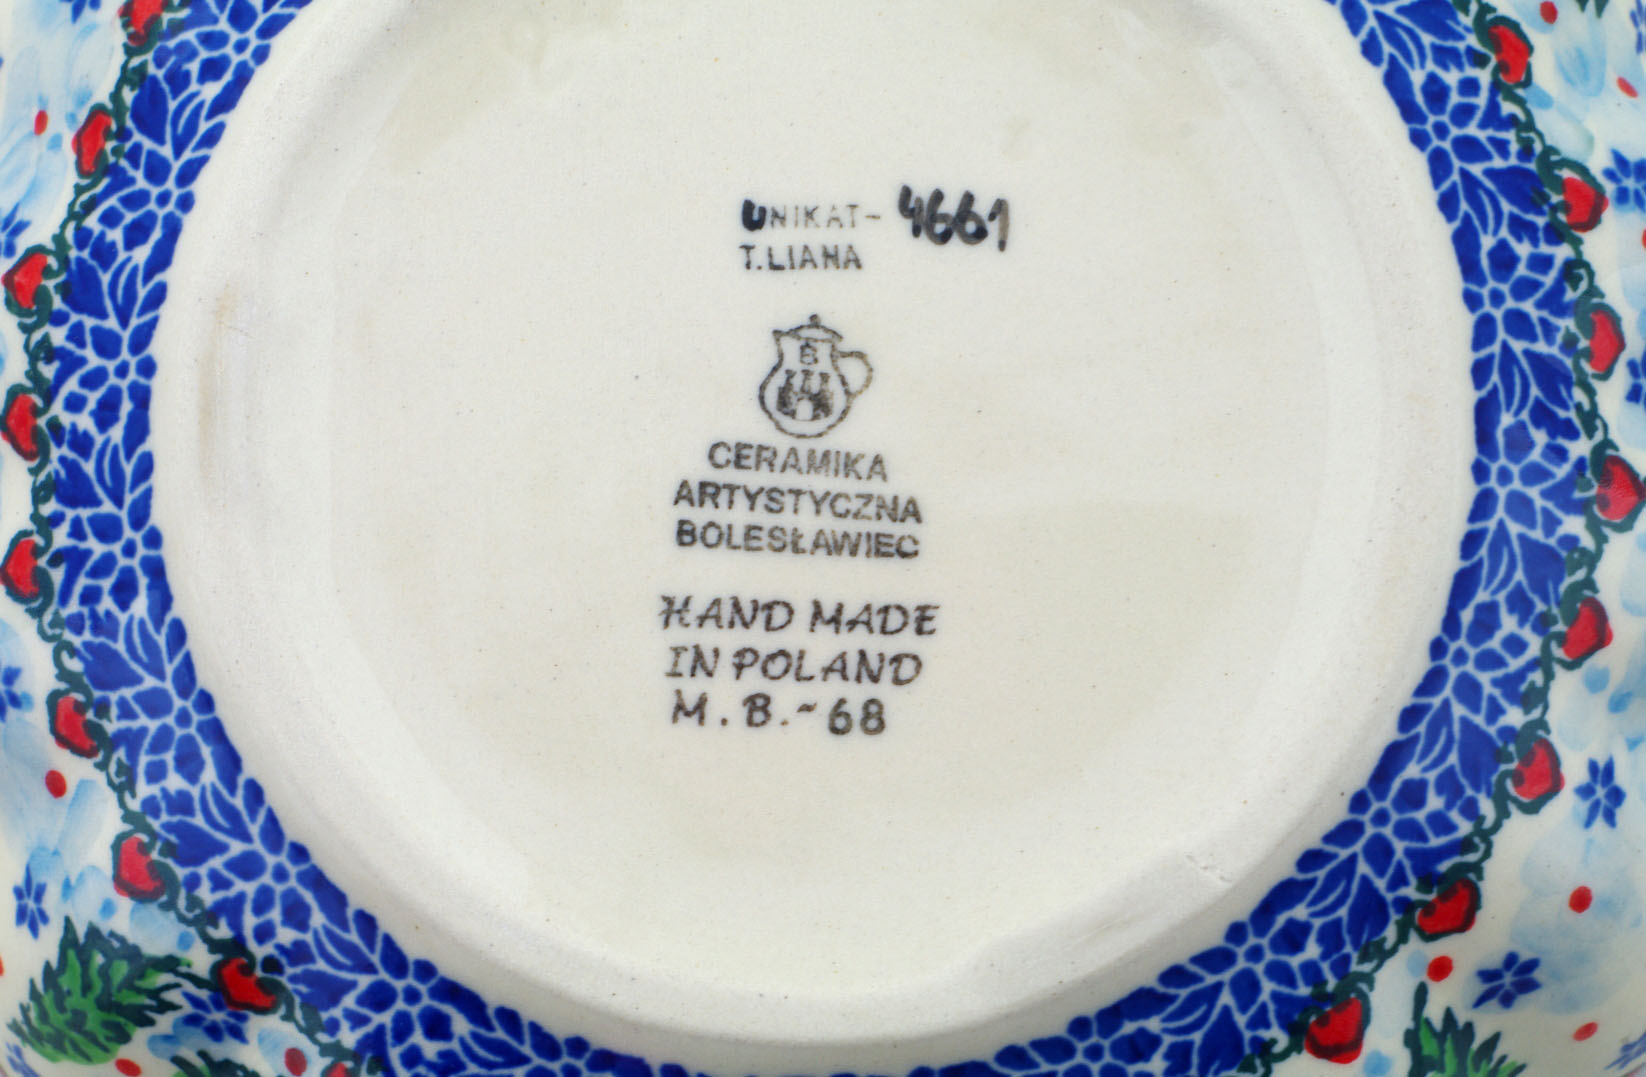 UNIKAT- 4661
T.LIANA
B
CERAMIKA
ARTYSTYCZNA
BOLESŁAWIEC
HAND MADE
IN POLAND
M.B.~68